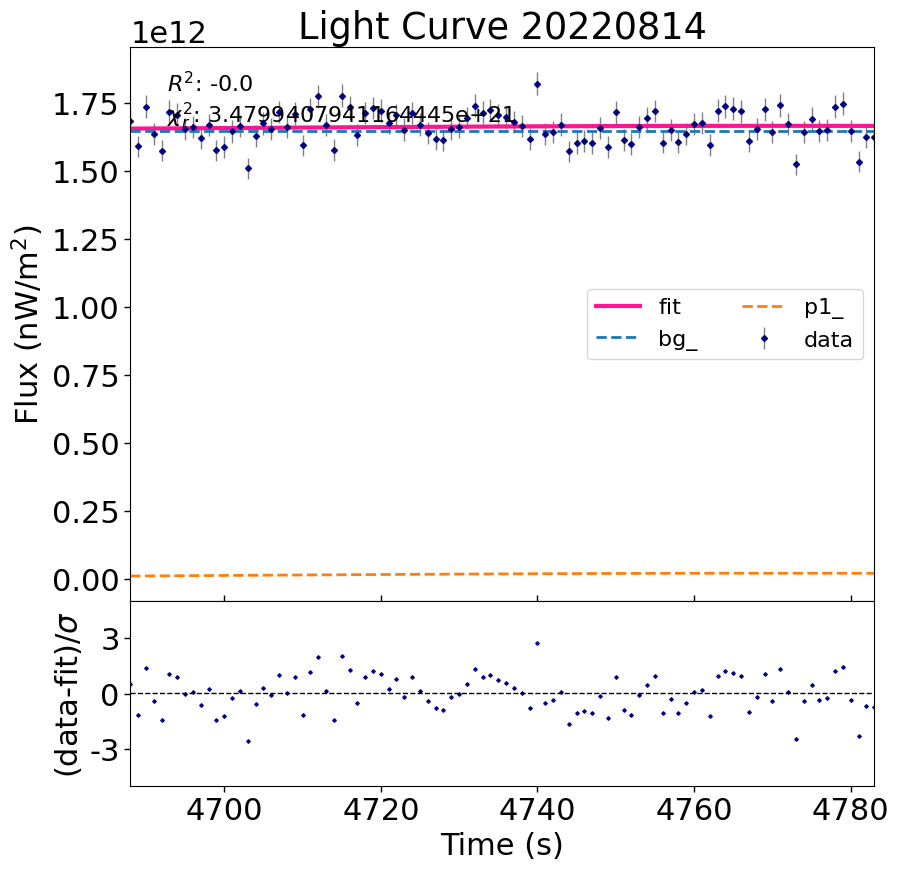 Light Curve 20220814
1e12
R²: -0.0
χ²ᵣ: 3.4799407941164445e+21
1.75
1.50
1.25
1.00
0.75
0.50
0.25
0.00
Flux (nW/m²)
fit
bg_
p1_
data
3
0
-3
(data-fit)/σ
4700 4720 4740 4760 4780
Time (s)